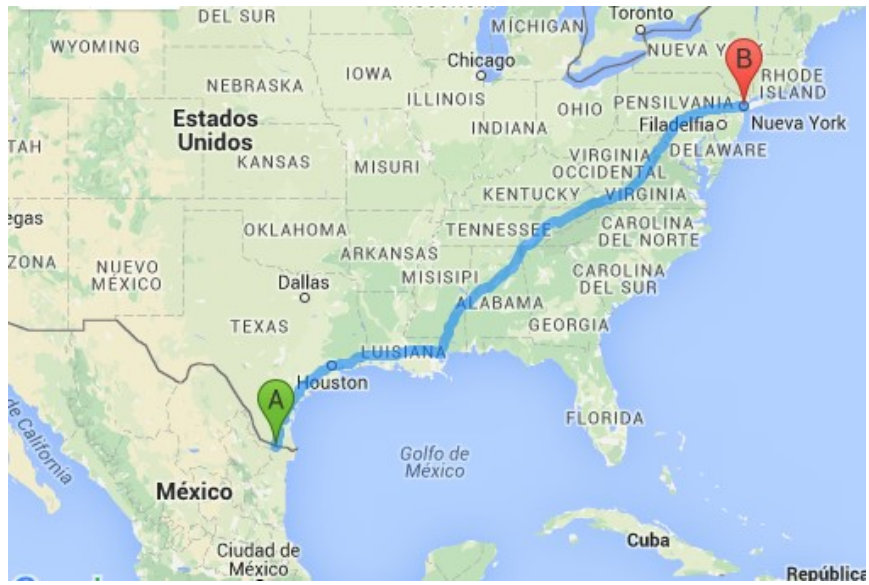 DEL SUR
MÍCHIGAN
Toronto
WYOMING
Chicago
NUEVA
B
NEBRASKA
IOWA
RHODE
ISLAND
ILLINOIS
OHIO
PENSILVANIA
Estados
Unidos
INDIANA
Filadelfia
Nueva York
TAH
KANSAS
MISURI
VIRGINIA
OCCIDENTAL
DELAWARE
KENTUCKY
VIRGINIA
egas
OKLAHOMA
TENNESSEE
CAROLINA
DEL NORTE
ZONA
NUEVO
MÉXICO
ARKANSAS
MISISIPI
CAROLINA
DEL SUR
Dallas
ALABAMA
TEXAS
GEORGIA
LUISIANA
Houston
A
de California
FLORIDA
Golfo de
México
México
Cuba
Ciudad de
México
República